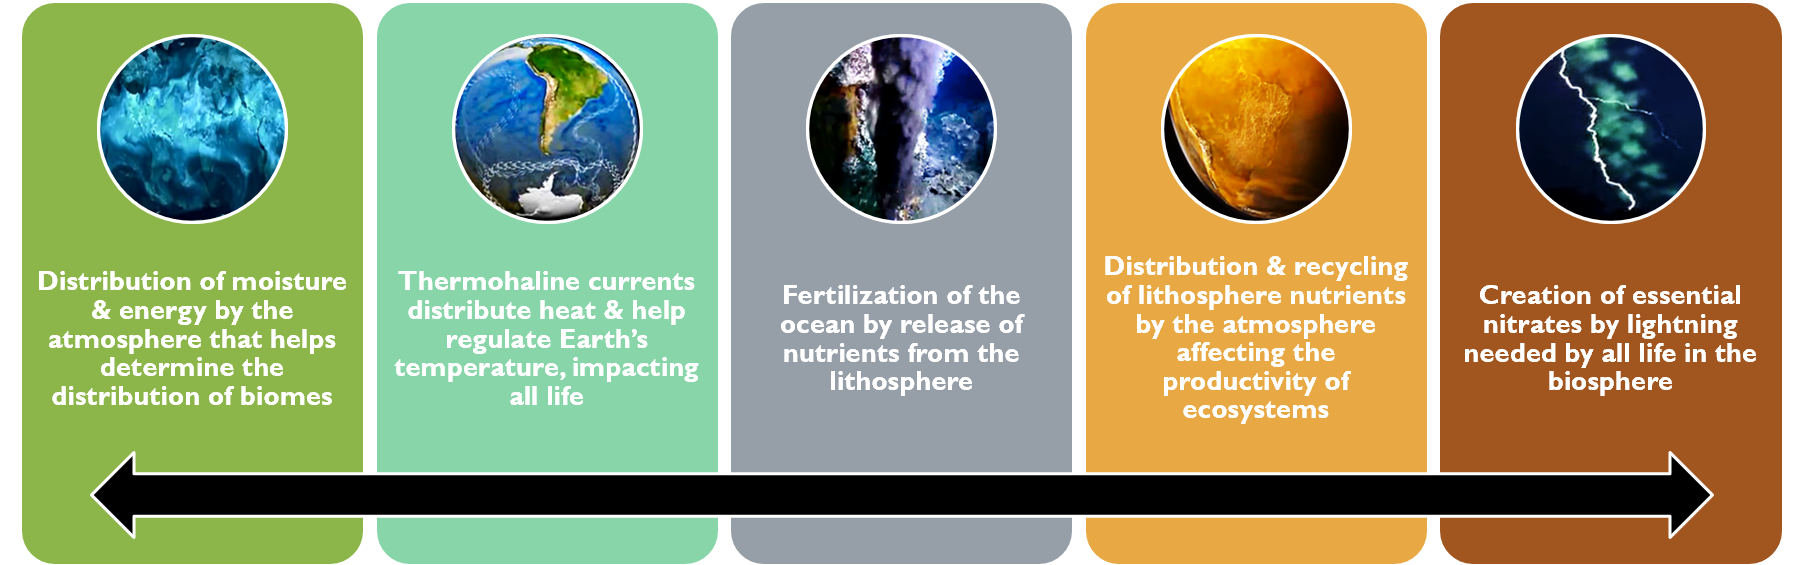 Distribution of moisture
& energy by the
atmosphere that helps
determine the
distribution of biomes
Thermohaline currents
distribute heat & help
regulate Earth’s
temperature, impacting
all life
Fertilization of the
ocean by release of
nutrients from the
lithosphere
Distribution & recycling
of lithosphere nutrients
by the atmosphere
affecting the
productivity of
ecosystems
Creation of essential
nitrates by lightning
needed by all life in the
biosphere